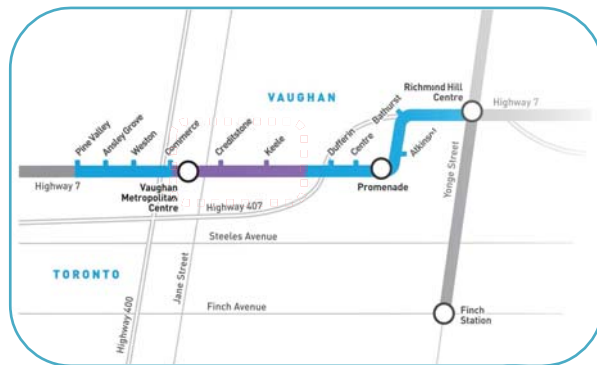 VAUGHAN
Richmond Hill
Centre
Highway 7
Pine Valley
Ansley Grove
Weston
Commerce
Creditstone
Keele
Dufferin
Centre
Bathurst
Highway 7
Vaughan
Metropolitan
Centre
Promenade
Yonge Street
Highway 407
Steeles Avenue
TORONTO
Highway 400
Jane Street
Finch Avenue
Finch
Station